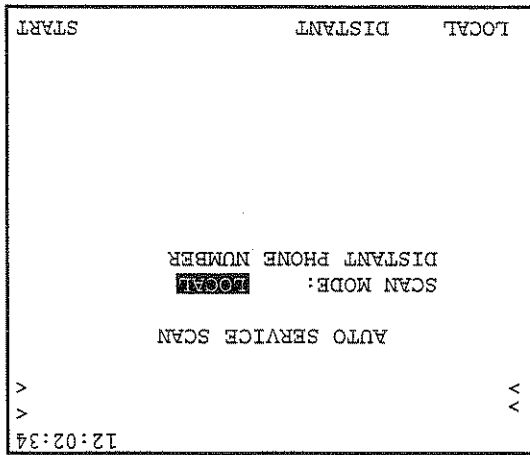 12:02:34
> <
> <
AUTO SERVICE SCAN
SCAN MODE: LOCAL
DISTANT PHONE NUMBER
LOCAL DISTANT START